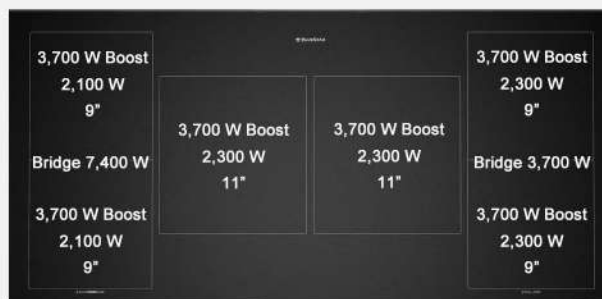 3,700 W Boost
2,100 W
9”
Bridge 7,400 W
3,700 W Boost
2,100 W
9”
3,700 W Boost
2,300 W
11”
3,700 W Boost
2,300 W
11”
3,700 W Boost
2,300 W
9”
Bridge 3,700 W
3,700 W Boost
2,300 W
9”